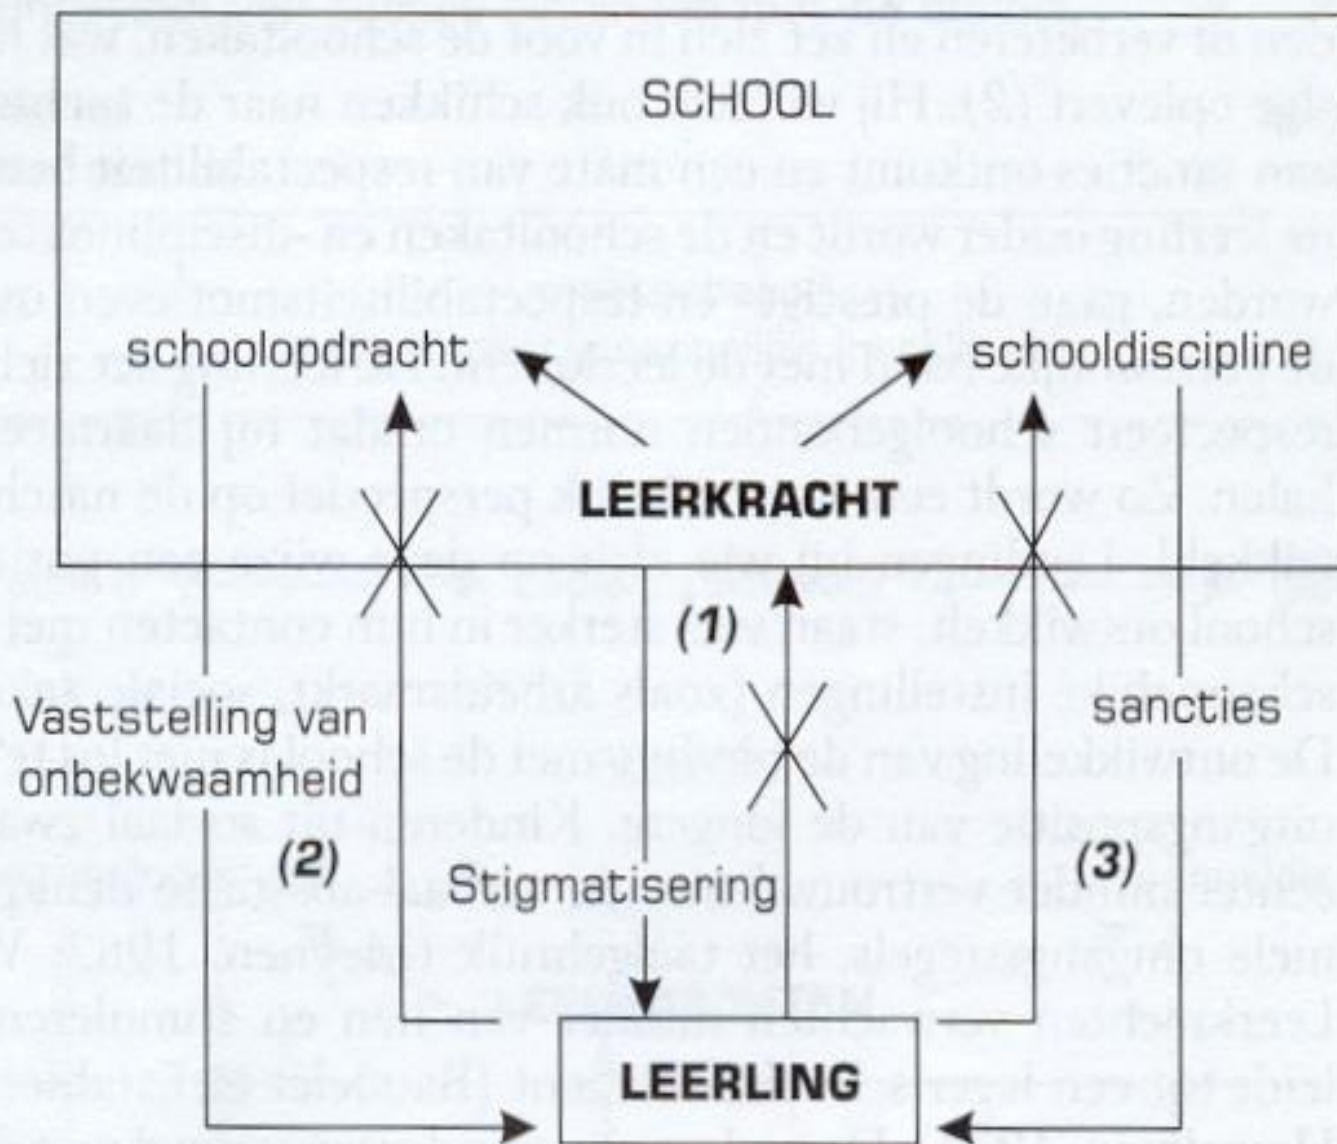 SCHOOL
schoolopdracht
schooldiscipline
LEERKRACHT
(1)
Vaststelling van
onbekwaamheid
sancties
(2)
(3)
Stigmatisering
LEERLING